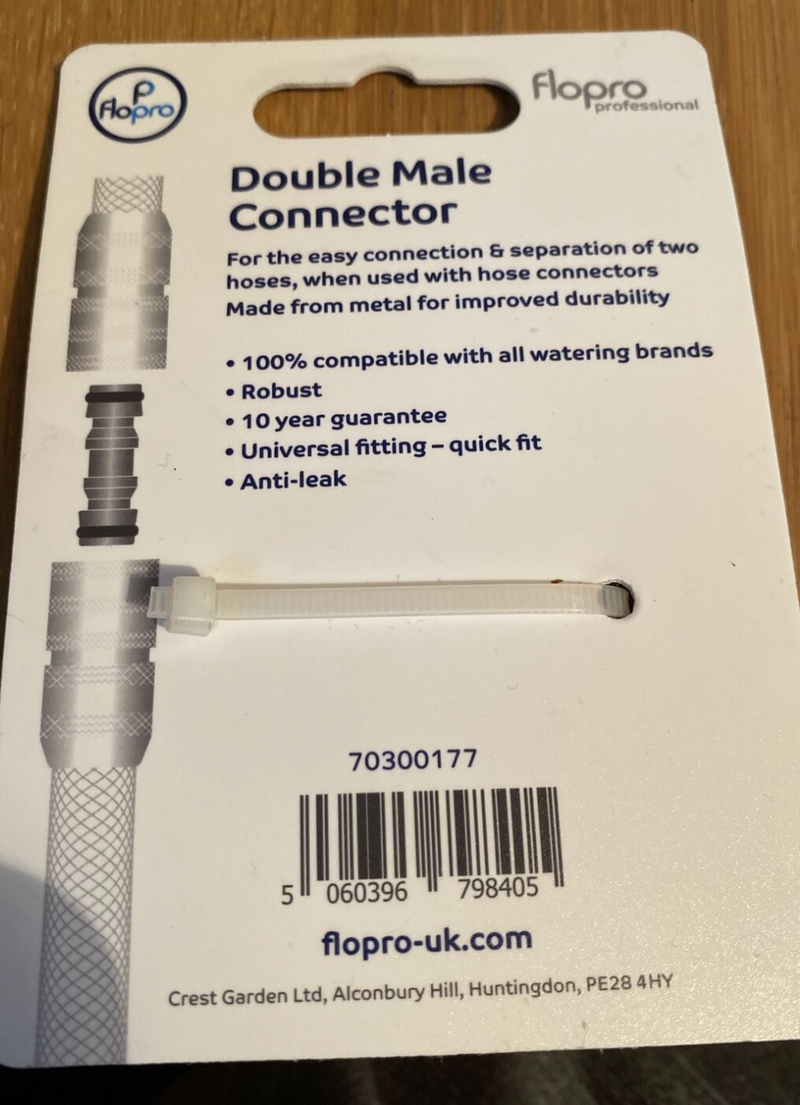 flopro
flopro
professional
Double Male
Connector
For the easy connection & separation of two
hoses, when used with hose connectors
Made from metal for improved durability
• 100% compatible with all watering brands
• Robust
• 10 year guarantee
• Universal fitting – quick fit
• Anti-leak
70300177
5 060396 798405
flopro-uk.com
Crest Garden Ltd, Alconbury Hill, Huntingdon, PE28 4HY